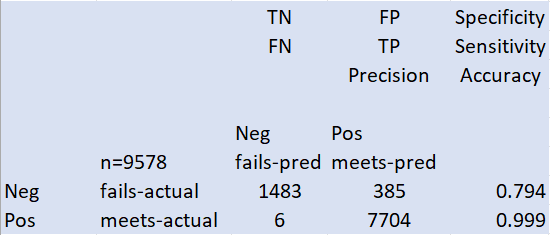 TN FP Specificity
FN TP Sensitivity
Precision Accuracy
Neg Pos
n=9578 fails-pred meets-pred
Neg fails-actual 1483 385 0.794
Pos meets-actual 6 7704 0.999